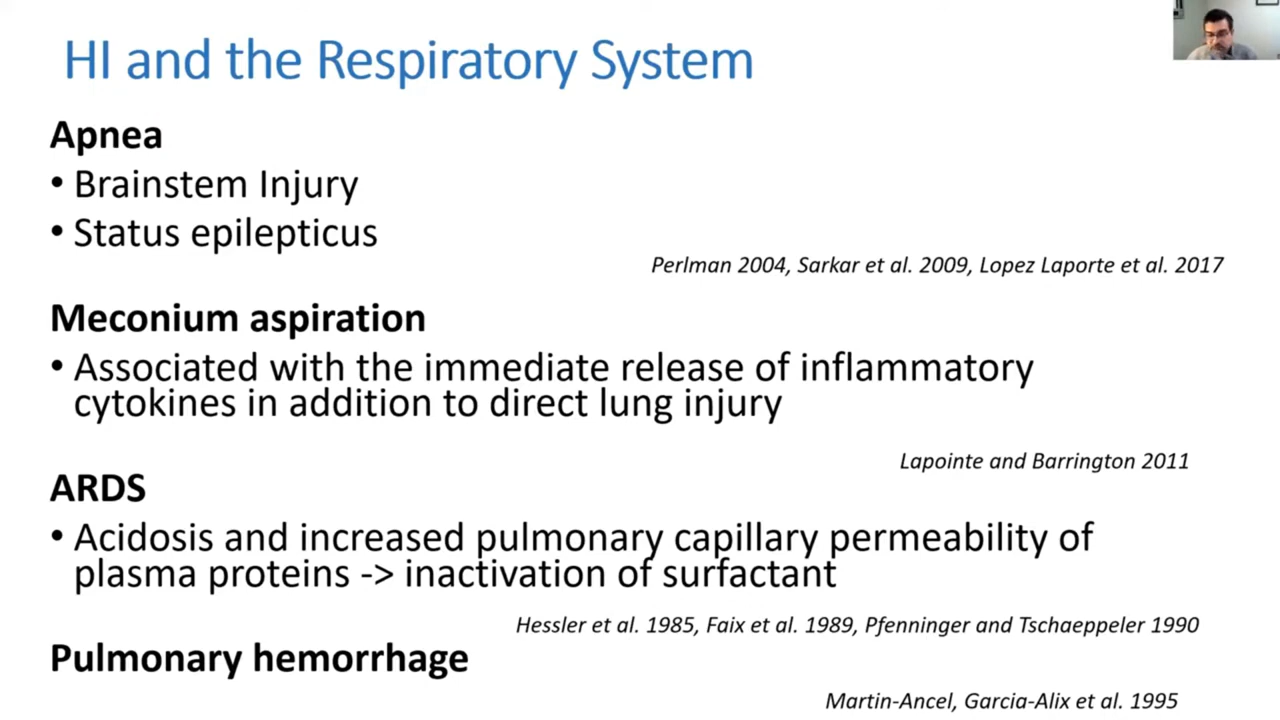 HI and the Respiratory System
Apnea
• Brainstem Injury
• Status epilepticus
Perlman 2004, Sarkar et al. 2009, Lopez Laporte et al. 2017
Meconium aspiration
• Associated with the immediate release of inflammatory
cytokines in addition to direct lung injury
Lapointe and Barrington 2011
ARDS
• Acidosis and increased pulmonary capillary permeability of
plasma proteins -> inactivation of surfactant
Hessler et al. 1985, Faix et al. 1989, Pfenninger and Tschaeppeler 1990
Pulmonary hemorrhage
Martin-Ancel, Garcia-Alix et al. 1995